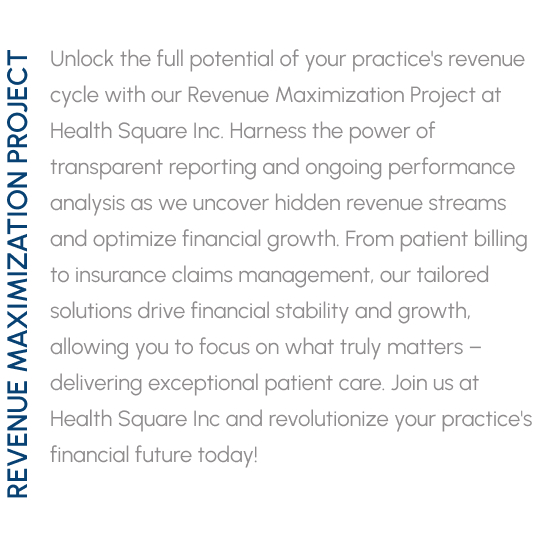 REVENUE MAXIMIZATION PROJECT
Unlock the full potential of your practice's revenue
cycle with our Revenue Maximization Project at
Health Square Inc. Harness the power of
transparent reporting and ongoing performance
analysis as we uncover hidden revenue streams
and optimize financial growth. From patient billing
to insurance claims management, our tailored
solutions drive financial stability and growth,
allowing you to focus on what truly matters –
delivering exceptional patient care. Join us at
Health Square Inc and revolutionize your practice's
financial future today!